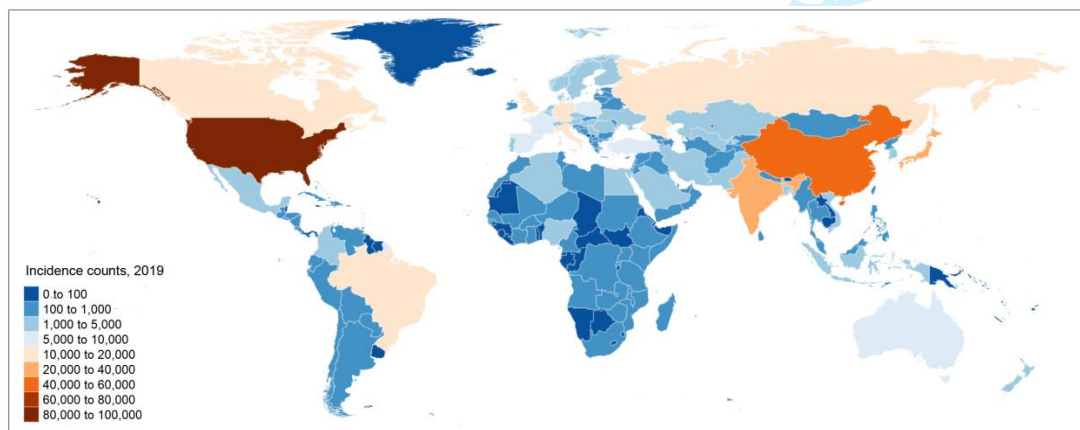 Incidence counts, 2019
0 to 100
100 to 1,000
1,000 to 5,000
5,000 to 10,000
10,000 to 20,000
20,000 to 40,000
40,000 to 60,000
60,000 to 80,000
80,000 to 100,000